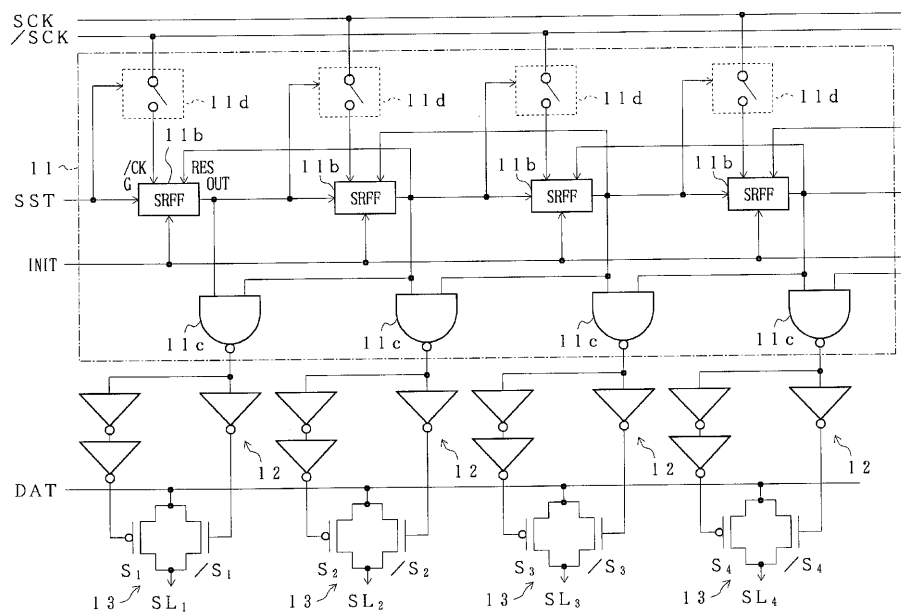 SCK
/SCK
11d 11d 11d 11d
11b
11
/CK RES
G OUT
11b 11b 11b
SST SRFF SRFF SRFF SRFF
INIT
11c 11c 11c 11c
12 12 12 12
DAT
S1 /S1 S2 /S2 S3 /S3 S4 /S4
13 SL1 13 SL2 13 SL3 13 SL4